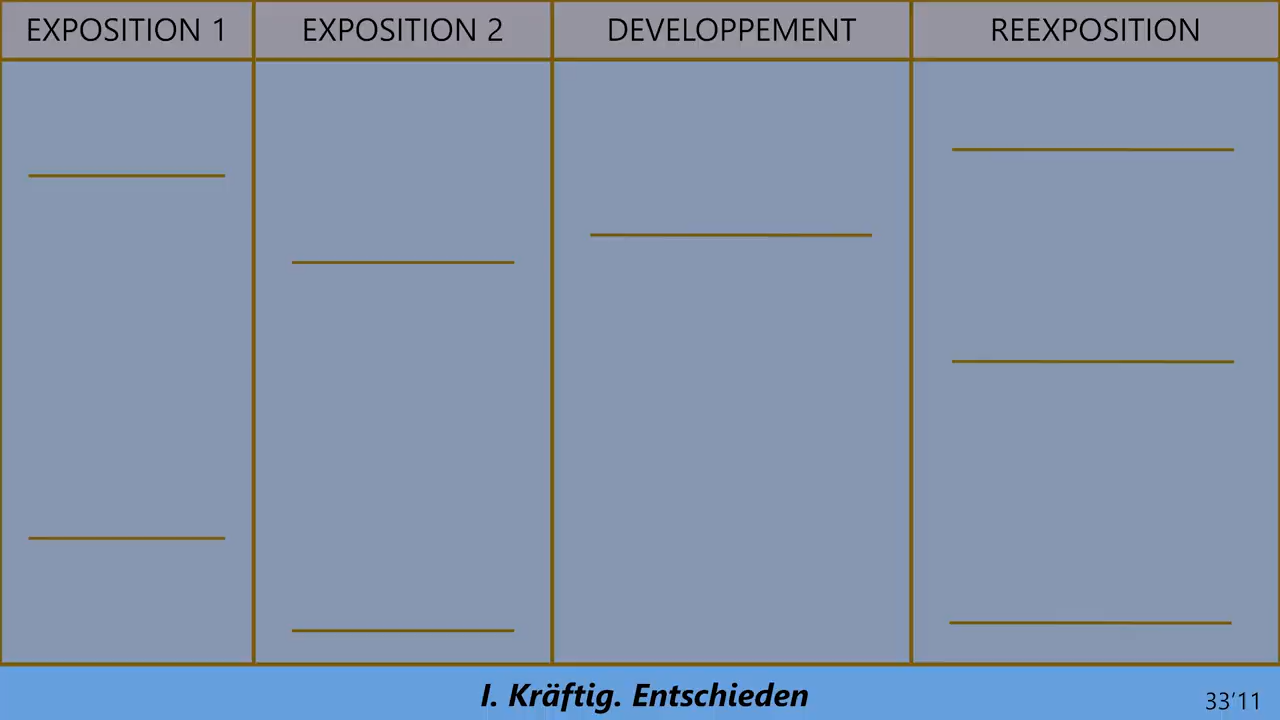 EXPOSITION 1
EXPOSITION 2
DEVELOPPEMENT
REEXPOSITION
I. Kräftig. Entschieden
33’11